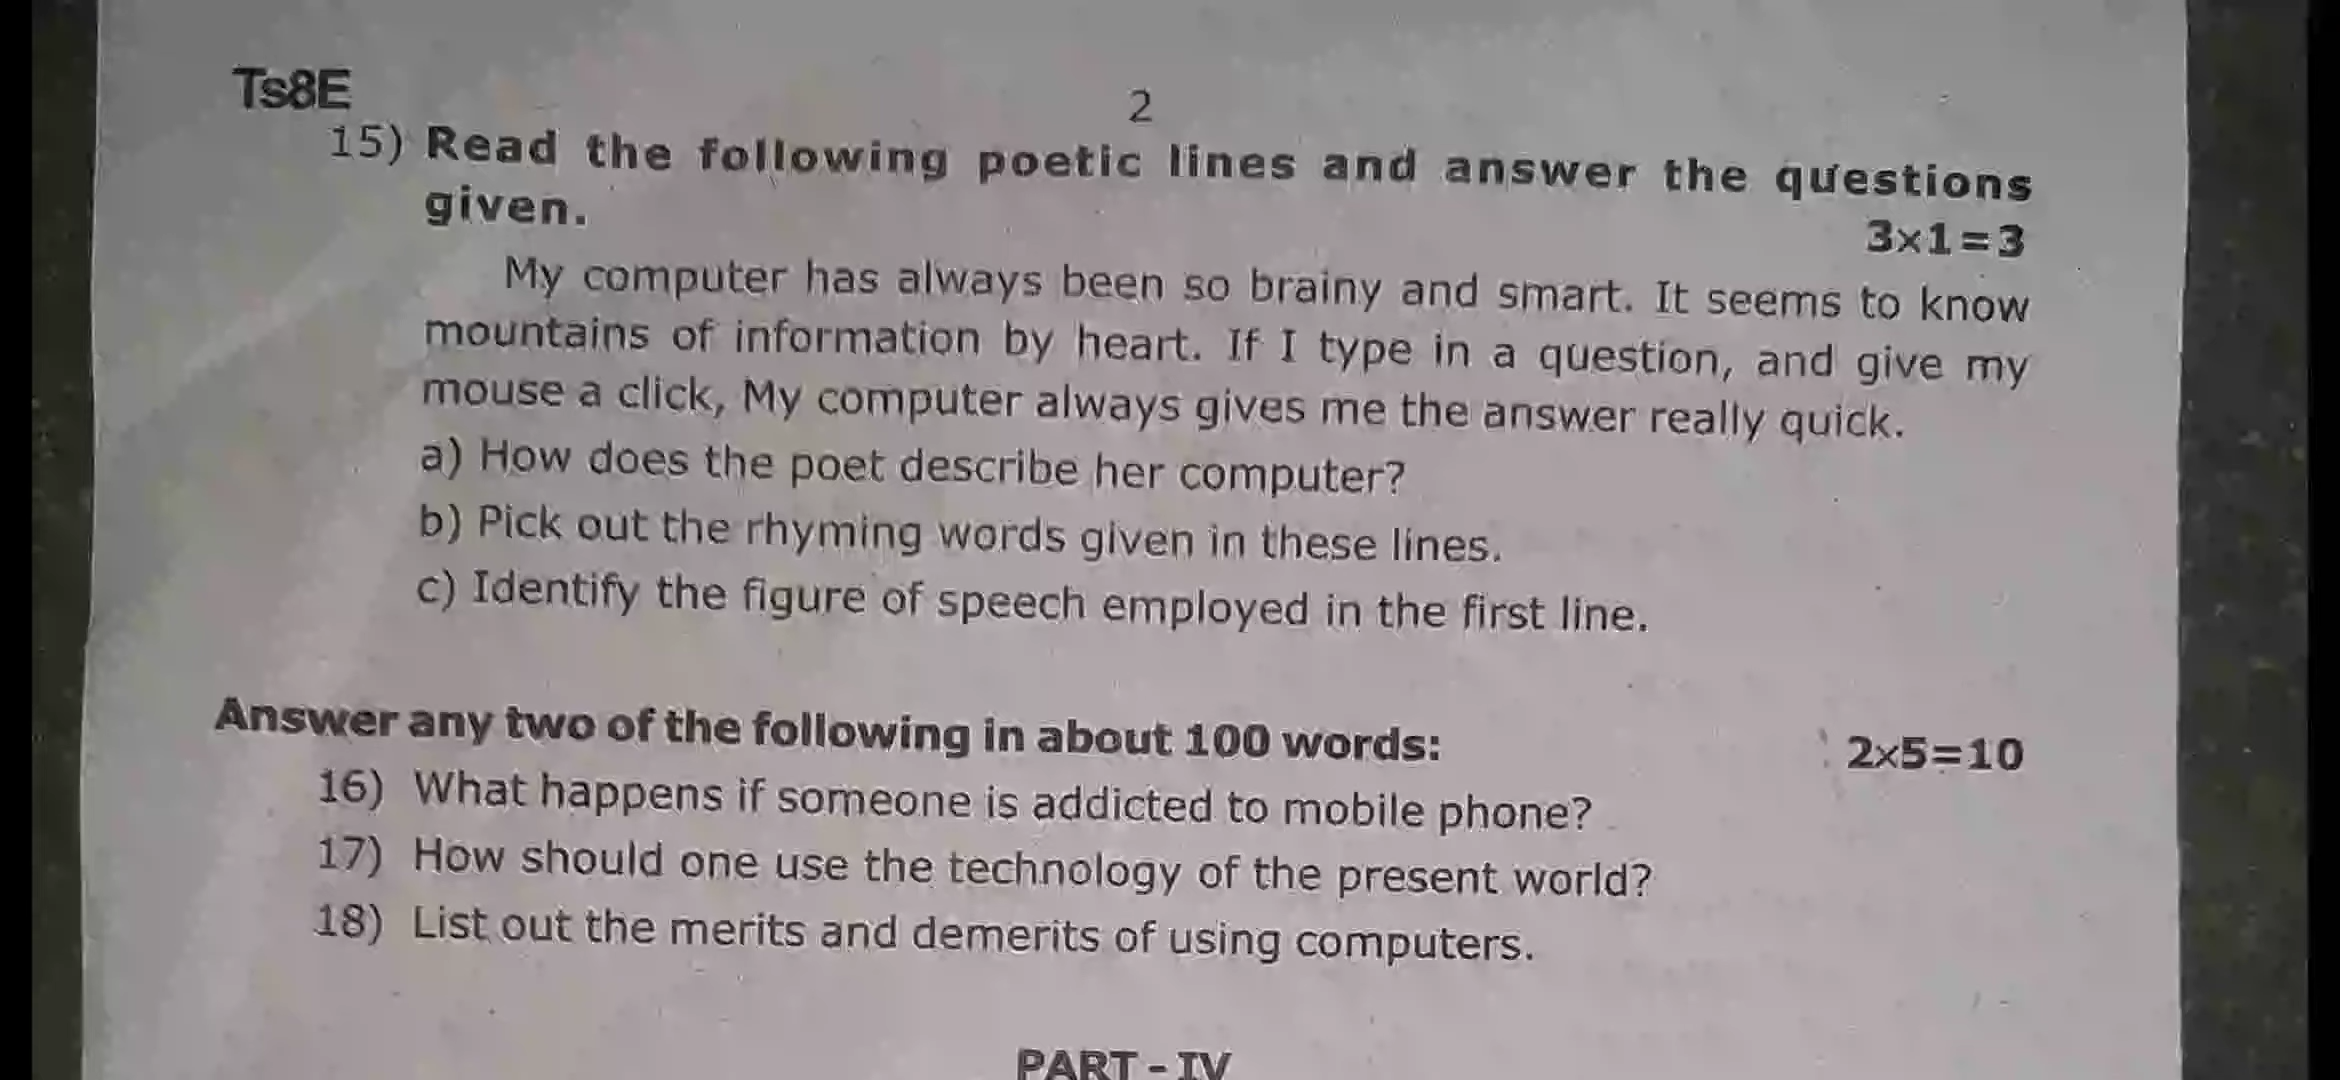 Ts8E
2
15) Read the following poetic lines and answer the questions
given.
3x1=3
My computer has always been so brainy and smart. It seems to know
mountains of information by heart. If I type in a question, and give my
mouse a click, My computer always gives me the answer really quick.
a) How does the poet describe her computer?
b) Pick out the rhyming words given in these lines.
c) Identify the figure of speech employed in the first line.
Answer any two of the following in about 100 words:
2x5=10
16) What happens if someone is addicted to mobile phone?
17) How should one use the technology of the present world?
18) List out the merits and demerits of using computers.
PART - IV